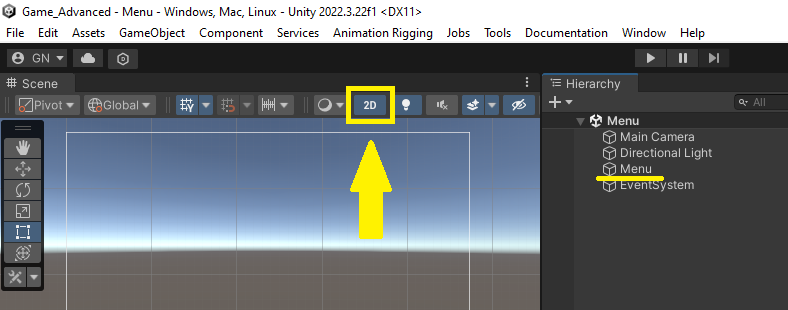 Game_Advanced - Menu - Windows, Mac, Linux - Unity 2022.3.22f1 <DX11>
File Edit Assets GameObject Component Services Animation Rigging Jobs Tools Documentation Window Help
GN
Scene
Hierarchy
Pivot Global 2D
All
Menu
Main Camera
Directional Light
Menu
EventSystem